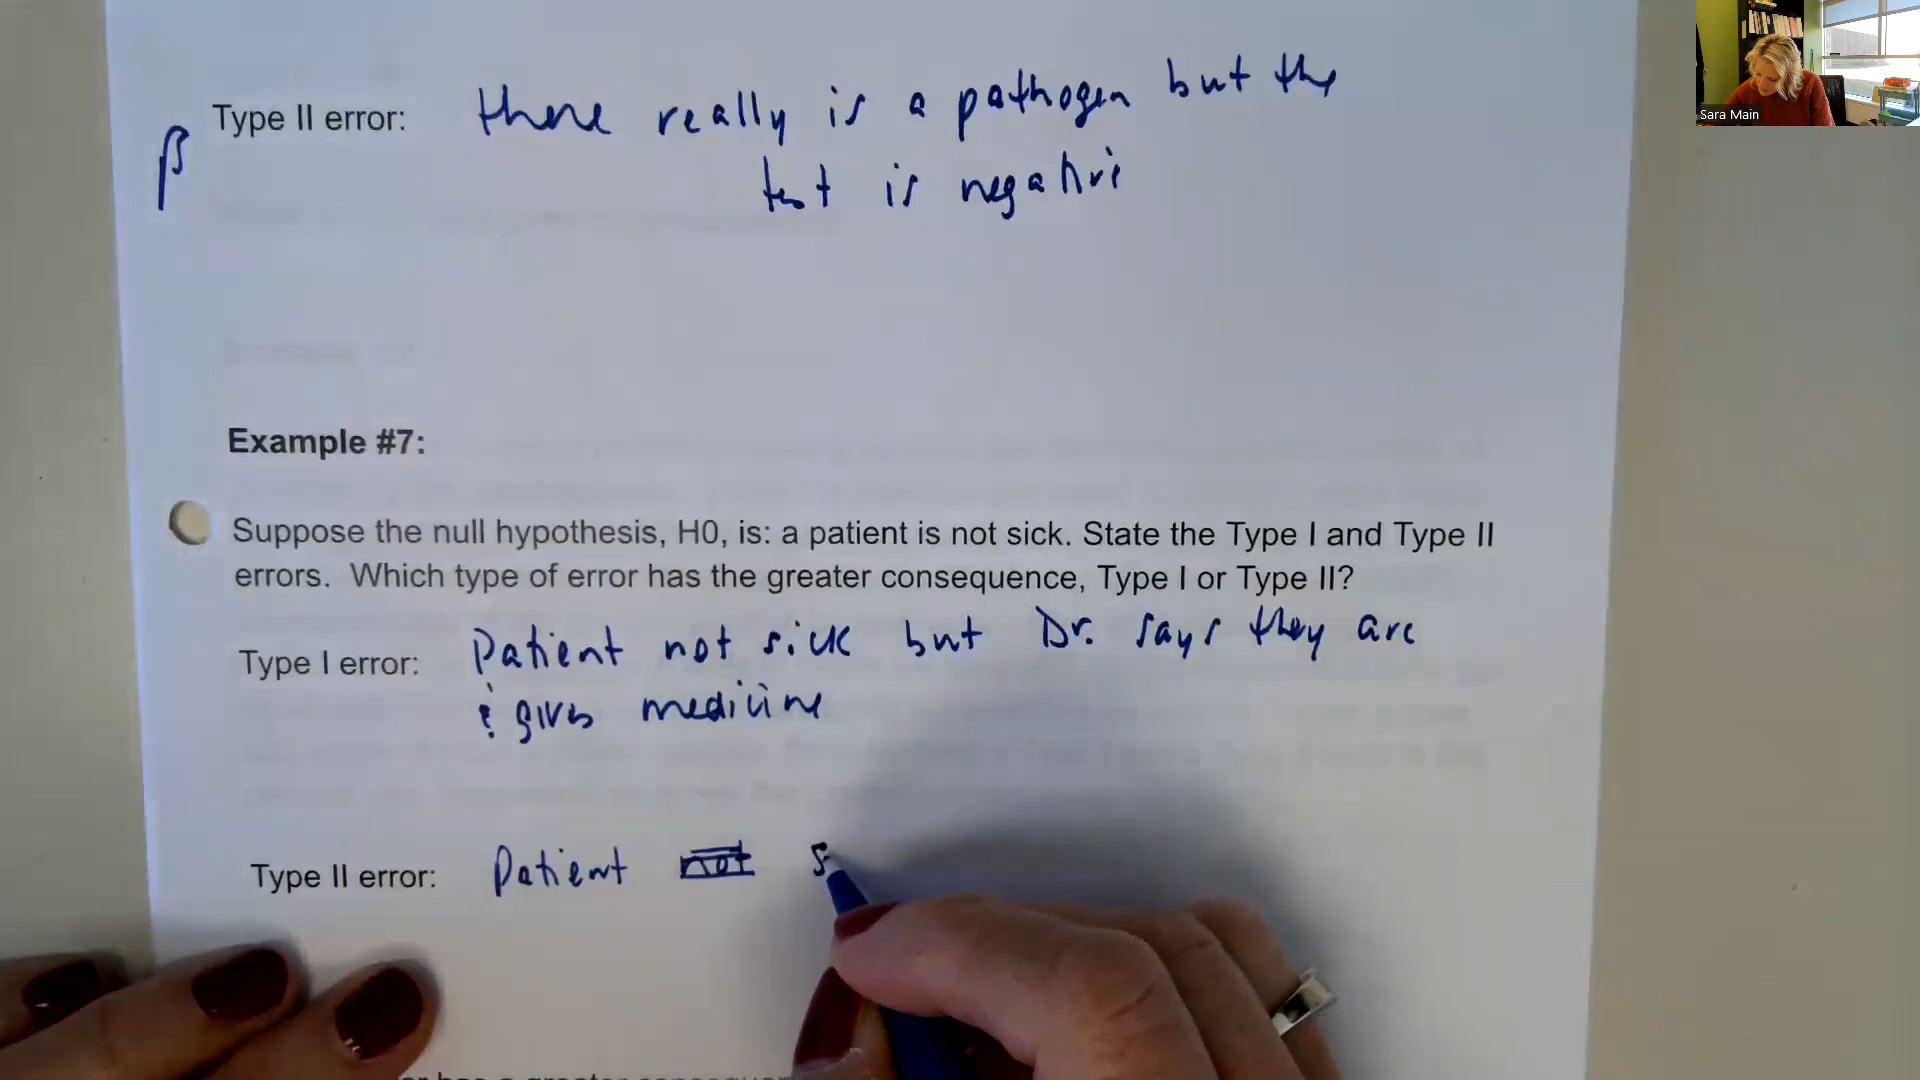 Sara Main
Type II error: there really is a pathogen but the
β
test is negative
Example #7:
Suppose the null hypothesis, H0, is: a patient is not sick. State the Type I and Type II
errors. Which type of error has the greater consequence, Type I or Type II?
Type I error: Patient not sick but Dr. says they are
& gives medicine
Type II error: Patient not s
has a greater